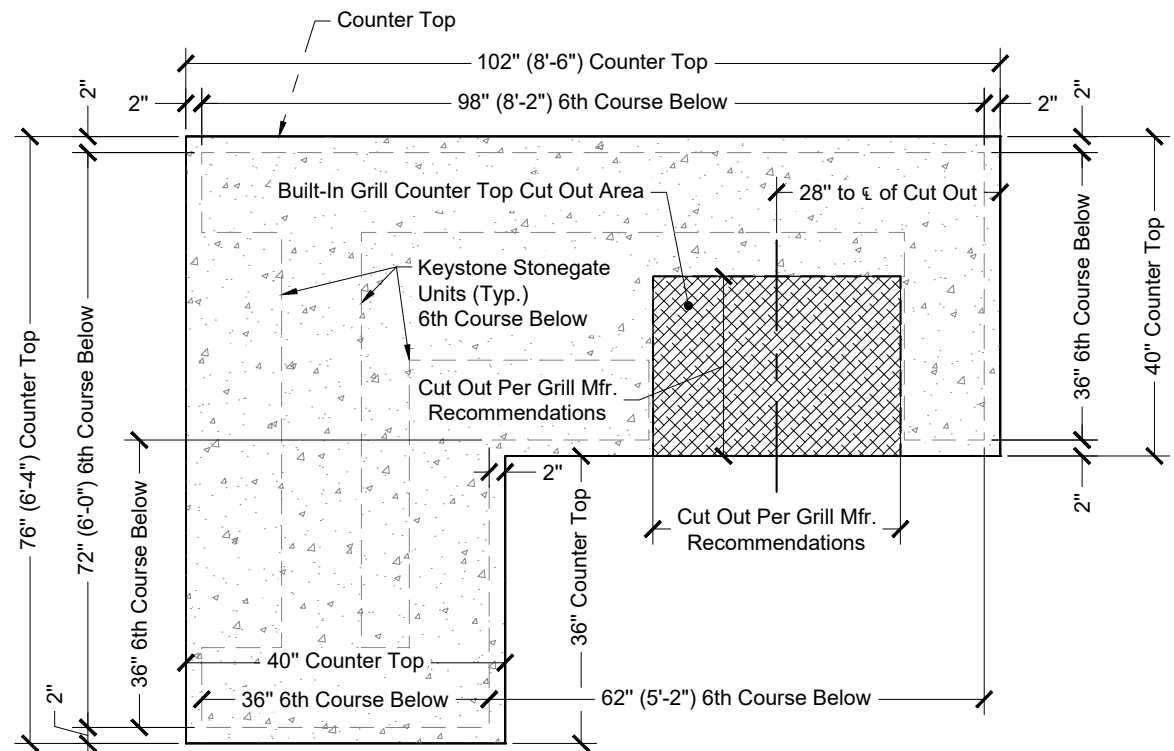 Counter Top
102" (8'-6") Counter Top
2"
2"
98" (8'-2") 6th Course Below
2"
2"
Built-In Grill Counter Top Cut Out Area
28" to ℄ of Cut Out
Keystone Stonegate
Units (Typ.)
6th Course Below
Cut Out Per Grill Mfr.
Recommendations
76" (6'-4") Counter Top
72" (6'-0") 6th Course Below
36" 6th Course Below
2"
36" 6th Course Below
40" Counter Top
2"
2"
36" Counter Top
Cut Out Per Grill Mfr.
Recommendations
40" Counter Top
36" 6th Course Below
62" (5'-2") 6th Course Below